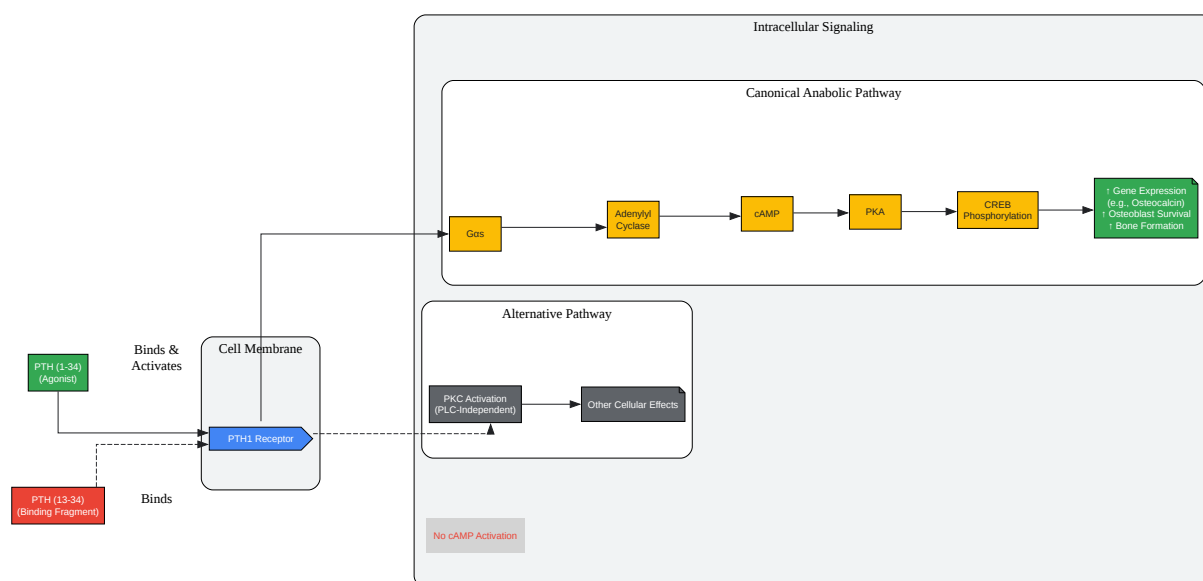 Intracellular Signaling
Canonical Anabolic Pathway
Gαs
Adenylyl
Cyclase
cAMP
PKA
CREB
Phosphorylation
↑ Gene Expression
(e.g., Osteocalcin)
↑ Osteoblast Survival
↑ Bone Formation
Alternative Pathway
PKC Activation
(PLC-Independent)
Other Cellular Effects
Cell Membrane
PTH1 Receptor
Binds &
Activates
PTH (1-34)
(Agonist)
PTH (13-34)
(Binding Fragment)
Binds
No cAMP Activation